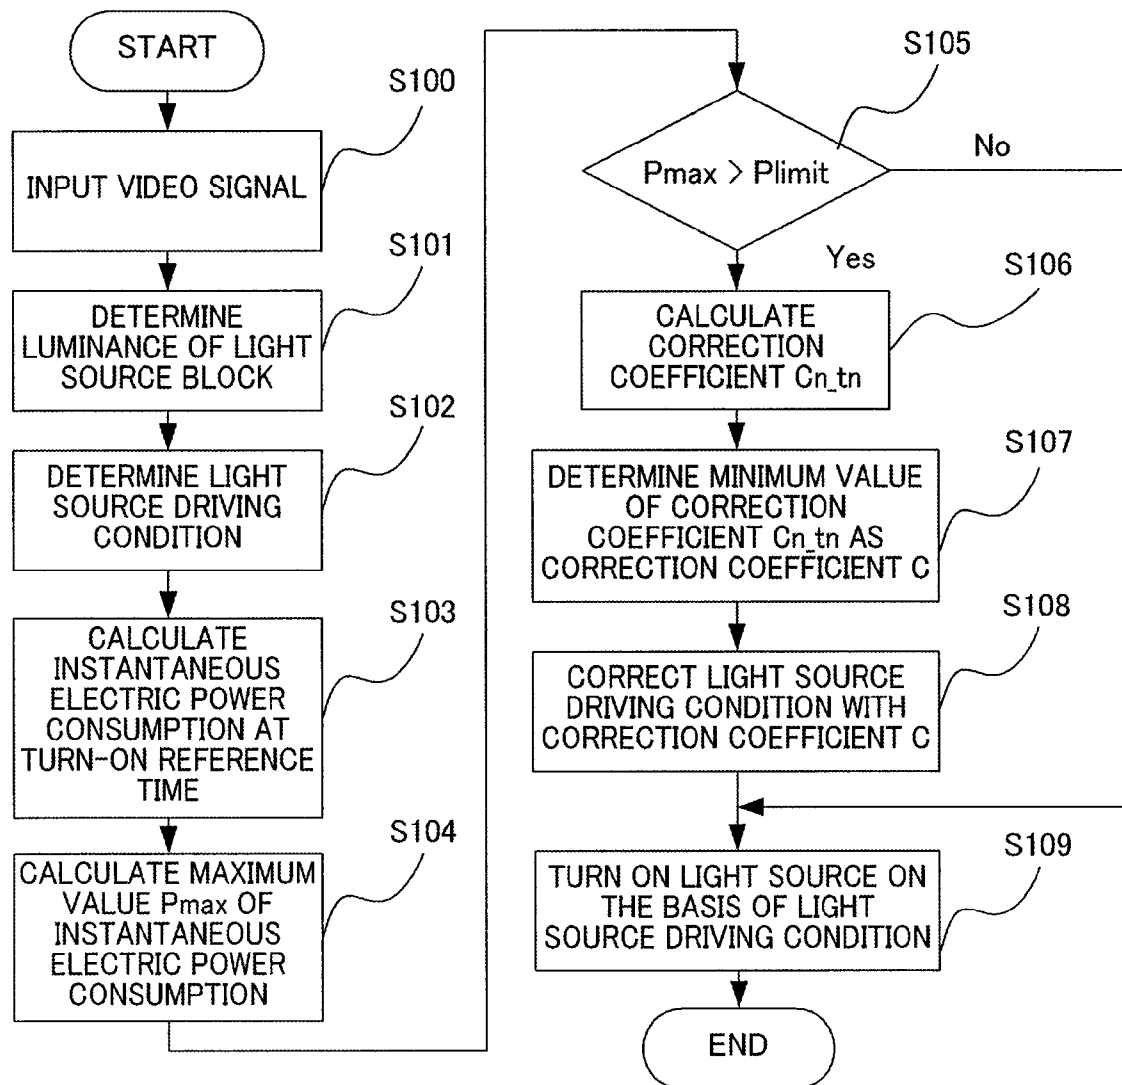 START
S100
INPUT VIDEO SIGNAL
S101
DETERMINE
LUMINANCE OF LIGHT
SOURCE BLOCK
S102
DETERMINE LIGHT
SOURCE DRIVING
CONDITION
S103
CALCULATE
INSTANTANEOUS
ELECTRIC POWER
CONSUMPTION AT
TURN-ON REFERENCE
TIME
S104
CALCULATE MAXIMUM
VALUE Pmax OF
INSTANTANEOUS
ELECTRIC POWER
CONSUMPTION
S105
Pmax > Plimit
No
Yes
S106
CALCULATE
CORRECTION
COEFFICIENT Cn_tn
S107
DETERMINE MINIMUM VALUE
OF CORRECTION
COEFFICIENT Cn_tn AS
CORRECTION COEFFICIENT C
S108
CORRECT LIGHT SOURCE
DRIVING CONDITION WITH
CORRECTION COEFFICIENT C
S109
TURN ON LIGHT SOURCE ON
THE BASIS OF LIGHT
SOURCE DRIVING CONDITION
END